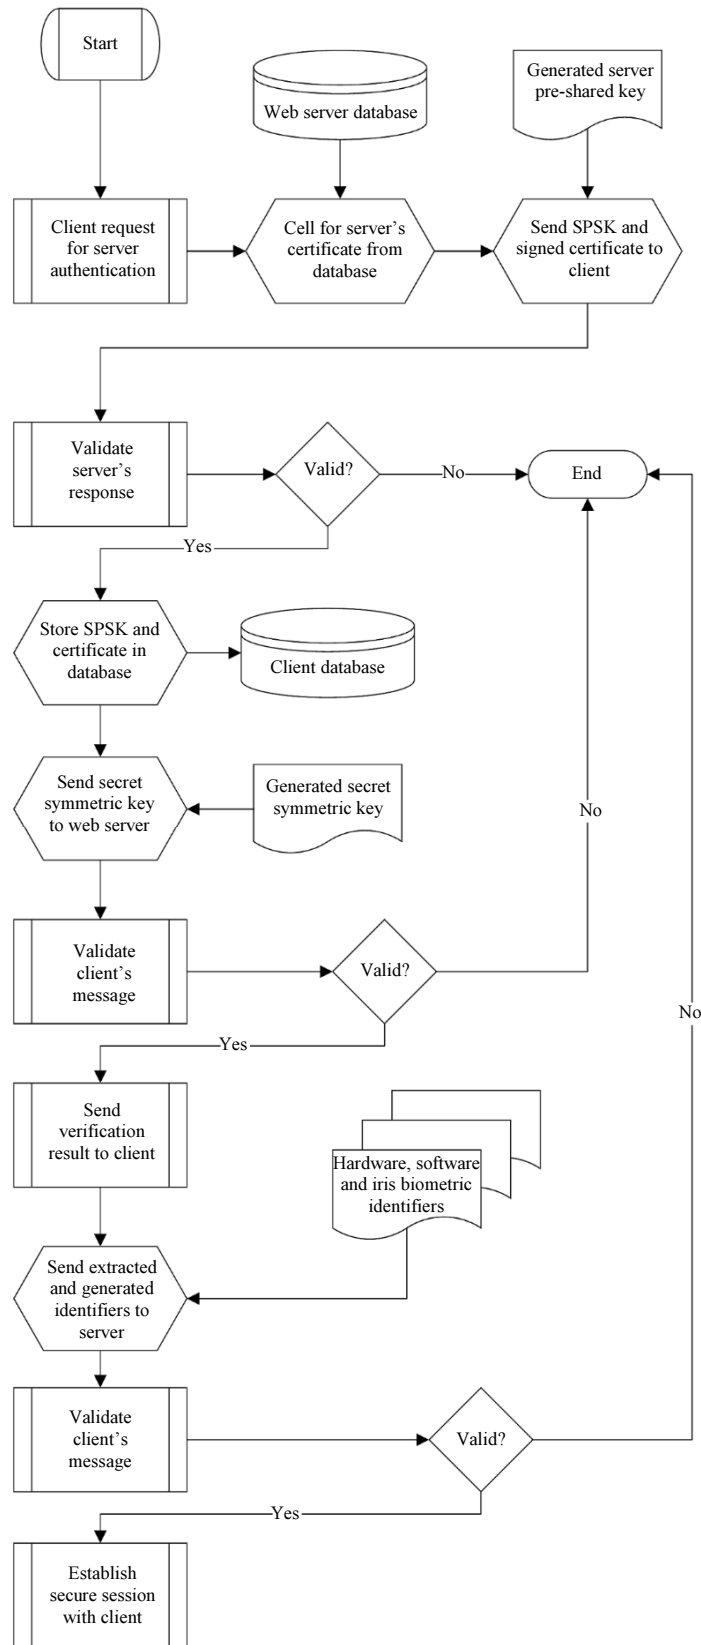 Start
Web server database
Generated server
pre-shared key
Client request
for server
authentication
Cell for server's
certificate from
database
Send SPSK and
signed certificate to
client
Validate
server's
response
Valid?
No
End
Yes
Store SPSK and
certificate in
database
Client database
Send secret
symmetric key
to web server
Generated secret
symmetric key
No
Validate
client's
message
Valid?
No
Yes
Send
verification
result to client
Hardware, software
and iris biometric
identifiers
Send extracted
and generated
identifiers to
server
Validate
client's
message
Valid?
Yes
Establish
secure session
with client